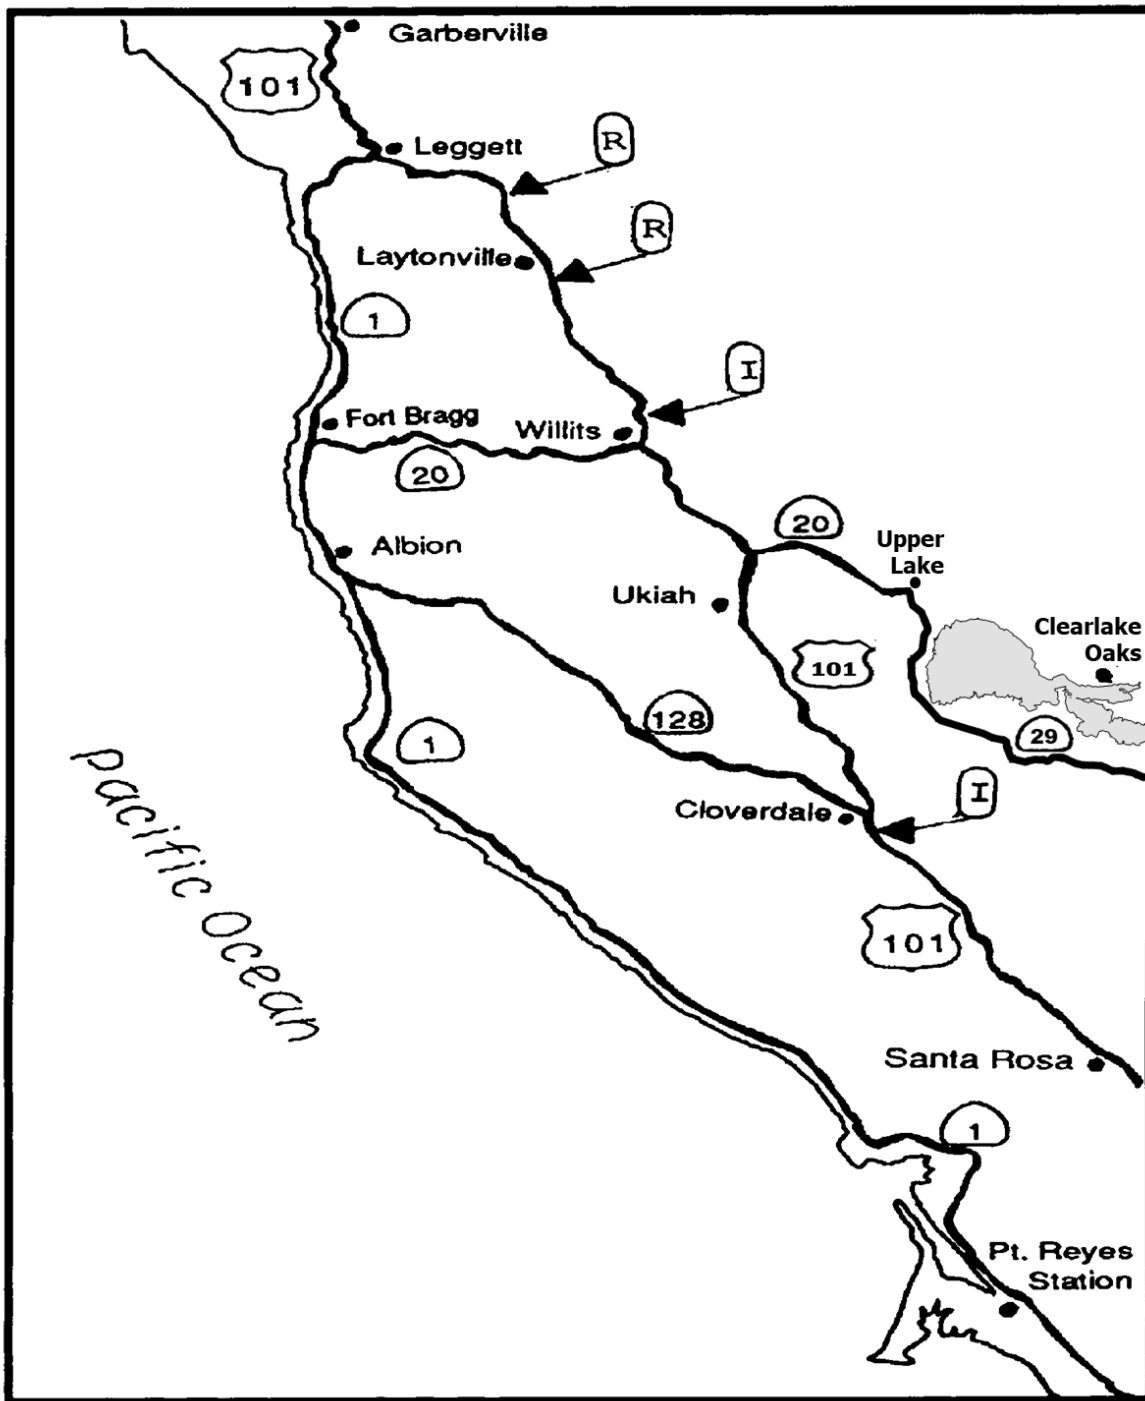 Garberville
101
Leggett
R
R
Laytonville
1
I
Fort Bragg
Willits
20
20
Upper
Lake
Albion
Ukiah
Clearlake
Oaks
101
128
29
1
I
Cloverdale
pacific Ocean
101
Santa Rosa
1
Pt. Reyes
Station